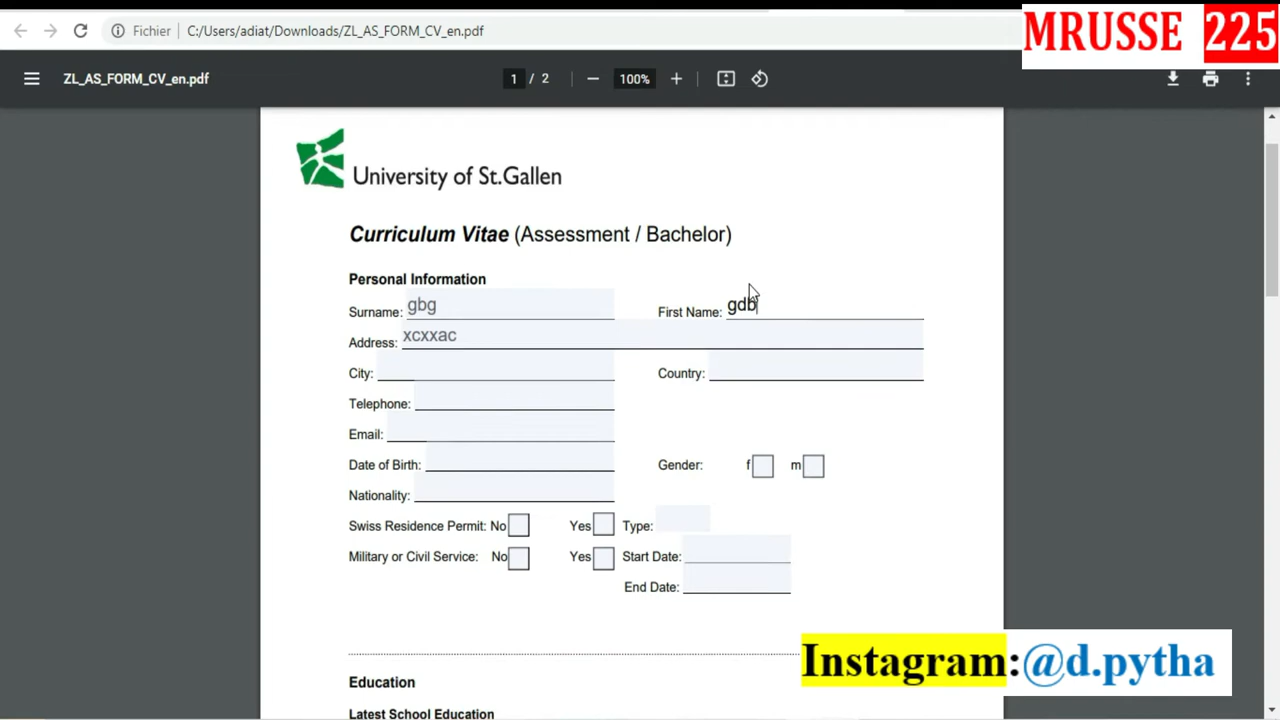 MRUSSE 225
Fichier C:/Users/adiat/Downloads/ZL_AS_FORM_CV_en.pdf
ZL_AS_FORM_CV_en.pdf 1 / 2 100%
University of St.Gallen
Curriculum Vitae (Assessment / Bachelor)
Personal Information
Surname: gbg First Name: gdb
Address: xcxxac
City: Country:
Telephone:
Email:
Date of Birth: Gender: f m
Nationality:
Swiss Residence Permit: No Yes Type:
Military or Civil Service: No Yes Start Date:
End Date:
Instagram:@d.pytha
Education
Latest School Education